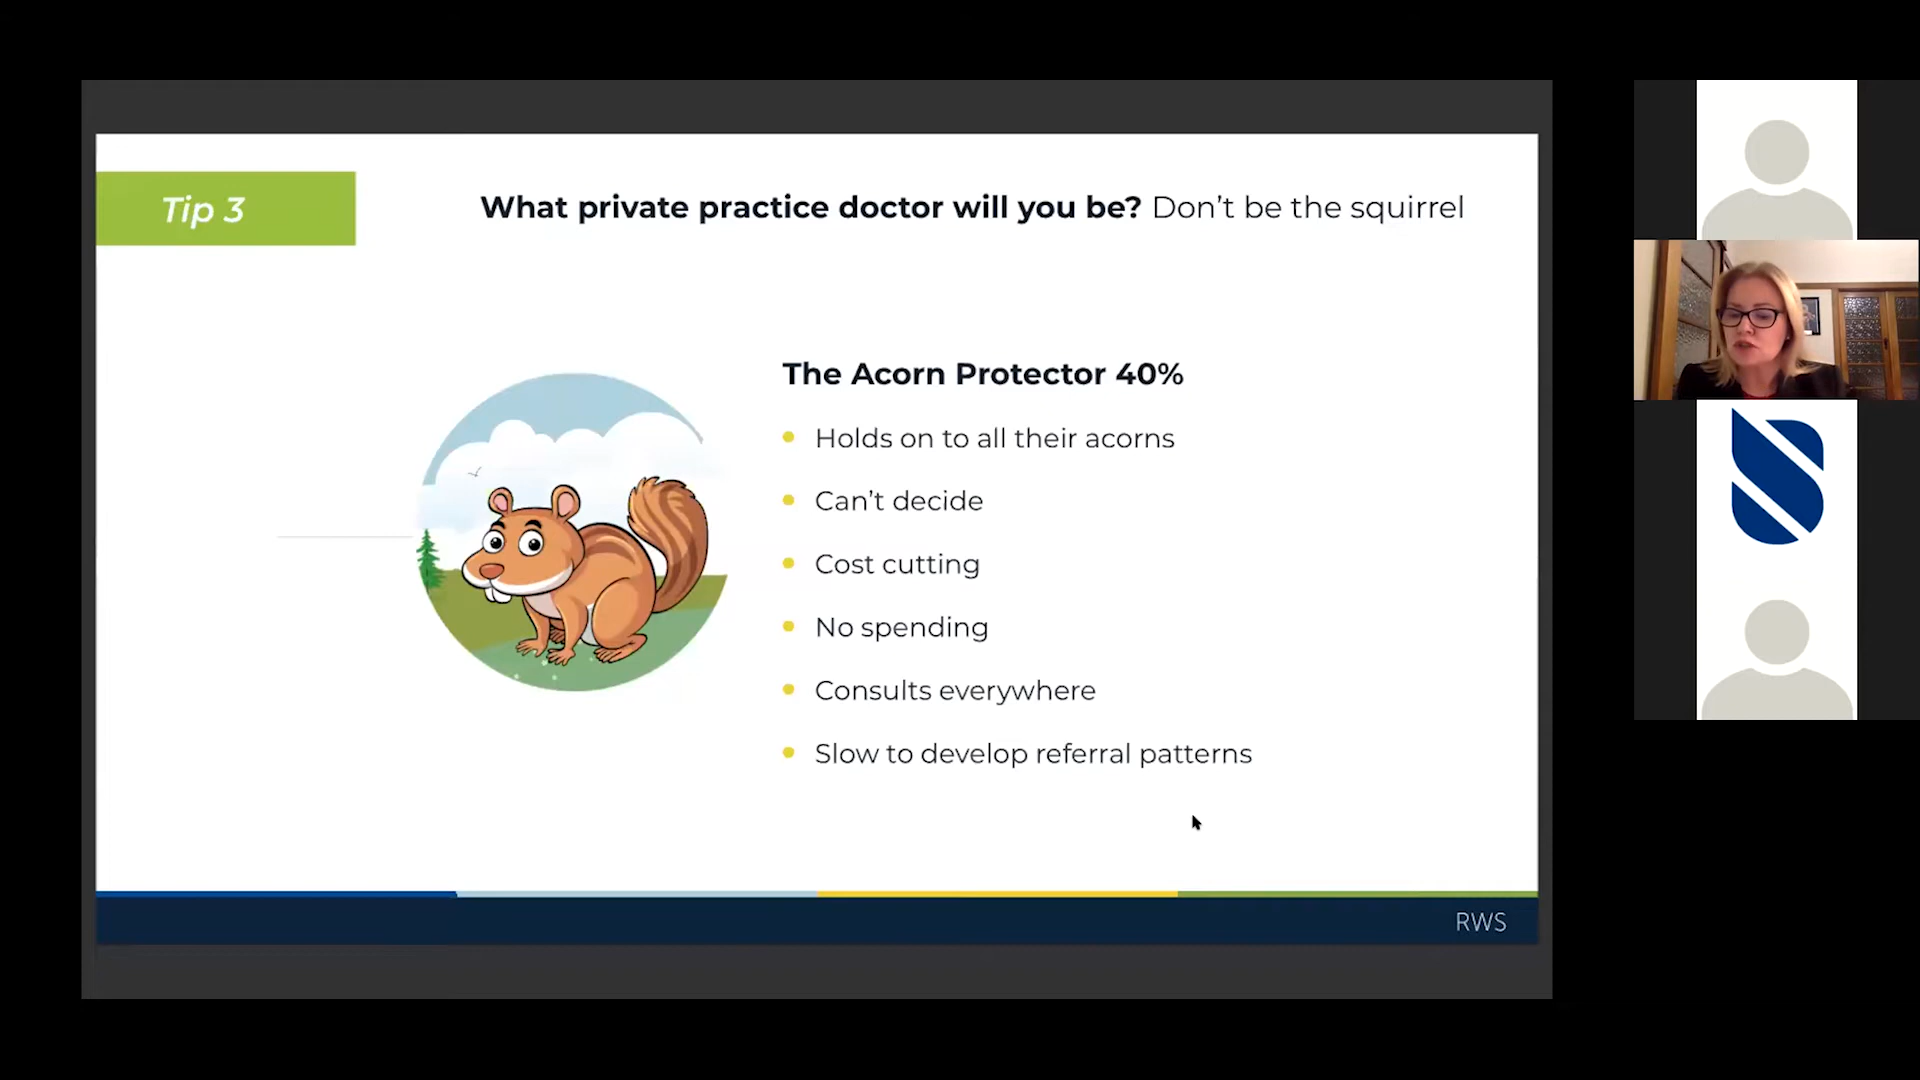 Tip 3
What private practice doctor will you be? Don’t be the squirrel
The Acorn Protector 40%
Holds on to all their acorns
Can’t decide
Cost cutting
No spending
Consults everywhere
Slow to develop referral patterns
RWS